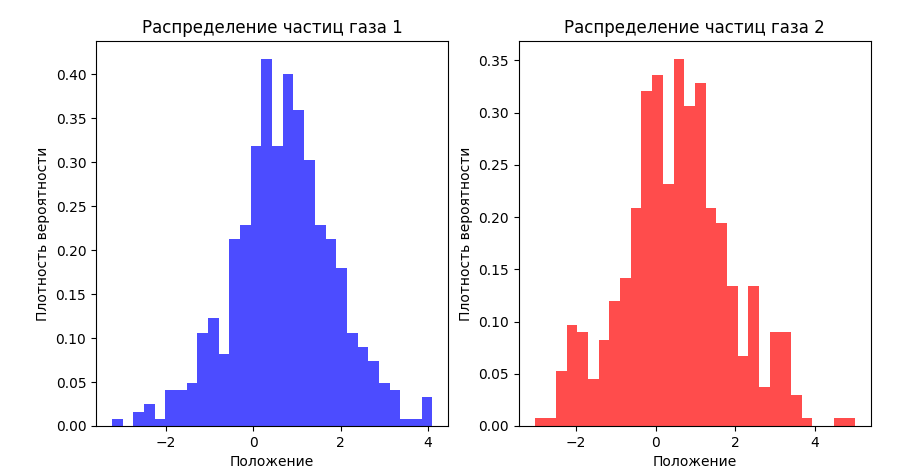 Распределение частиц газа 1
Плотность вероятности
0.40
0.35
0.30
0.25
0.20
0.15
0.10
0.05
0.00
−2 0 2 4
Положение
Распределение частиц газа 2
Плотность вероятности
0.35
0.30
0.25
0.20
0.15
0.10
0.05
0.00
−2 0 2 4
Положение